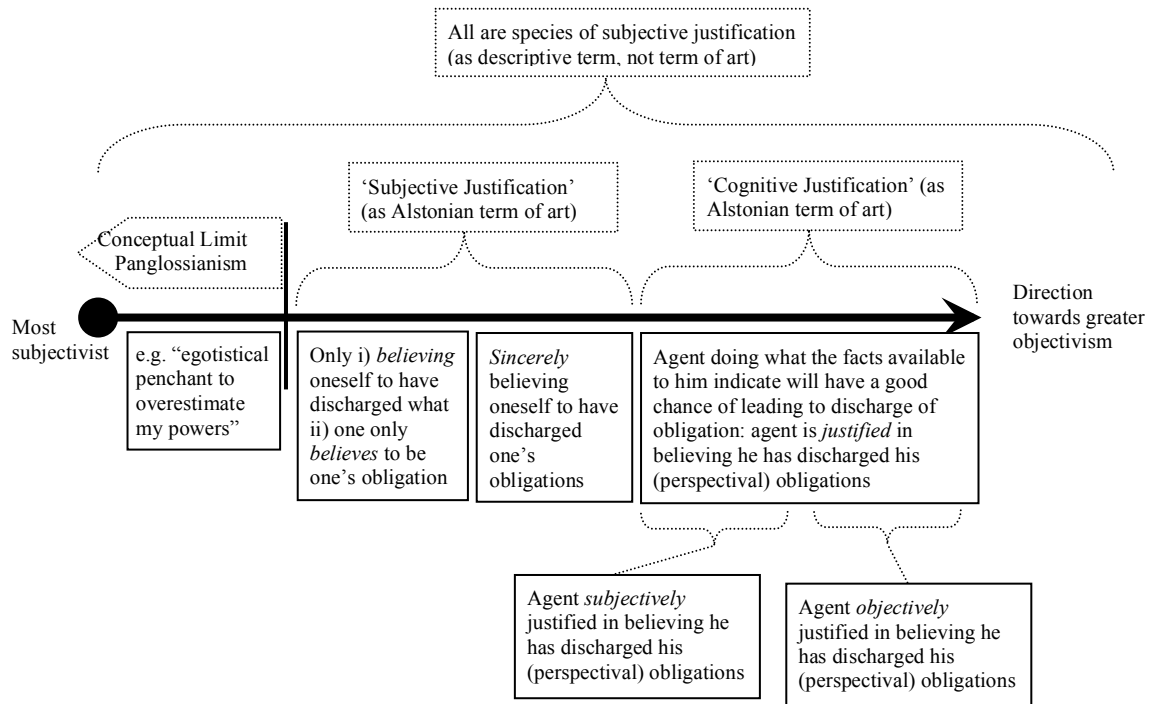 All are species of subjective justification
(as descriptive term, not term of art)
‘Subjective Justification’
(as Alstonian term of art)
‘Cognitive Justification’ (as
Alstonian term of art)
Conceptual Limit
Panglossianism
Most
subjectivist
Direction
towards greater
objectivism
e.g. “egotistical
penchant to
overestimate
my powers”
Only i) believing
oneself to have
discharged what
ii) one only
believes to be
one’s obligation
Sincerely
believing
oneself to have
discharged
one’s
obligations
Agent doing what the facts available
to him indicate will have a good
chance of leading to discharge of
obligation: agent is justified in
believing he has discharged his
(perspectival) obligations
Agent subjectively
justified in believing he
has discharged his
(perspectival) obligations
Agent objectively
justified in believing he
has discharged his
(perspectival) obligations